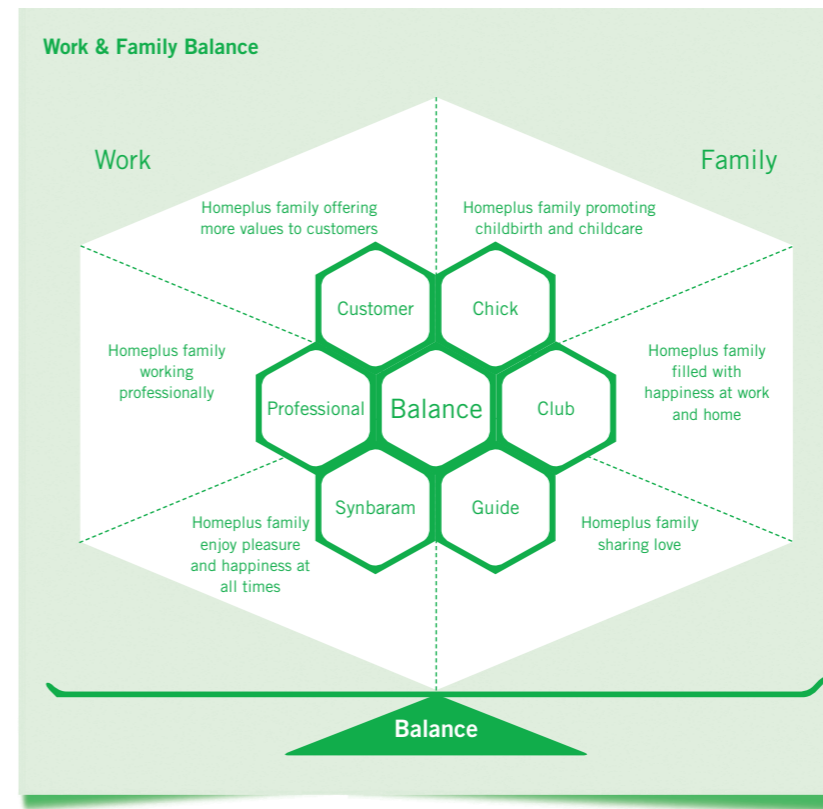 Work & Family Balance
Work
Family
Homeplus family offering
more values to customers
Homeplus family promoting
childbirth and childcare
Customer
Chick
Homeplus family
working
professionally
Homeplus family
filled with
happiness at work
and home
Professional
Balance
Club
Synbaram
Guide
Homeplus family
enjoy pleasure
and happiness at
all times
Homeplus family
sharing love
Balance